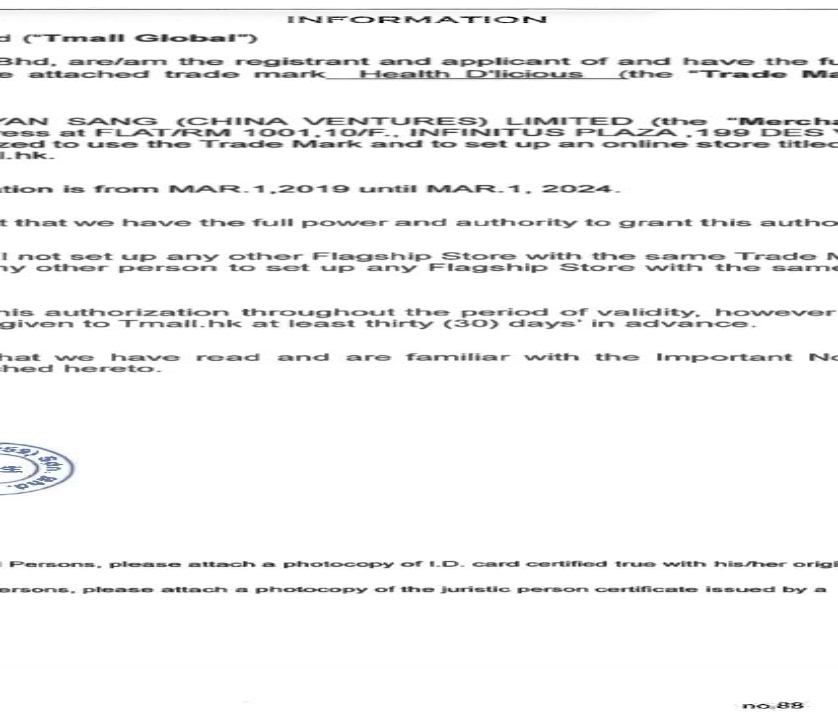 INFORMATION
d ("Tmall Global")
Bhd, are/am the registrant and applicant of and have the fu
e attached trade mark Health D'licious (the "Trade Ma
YAN SANG (CHINA VENTURES) LIMITED (the "Mercha
ress at FLAT/RM 1001,10/F., INFINITUS PLAZA ,199 DES V
zed to use the Trade Mark and to set up an online store titled
l.hk.
ation is from MAR.1,2019 until MAR.1, 2024.
t that we have the full power and authority to grant this autho
l not set up any other Flagship Store with the same Trade M
ny other person to set up any Flagship Store with the same
his authorization throughout the period of validity, however
given to Tmall.hk at least thirty (30) days' in advance.
hat we have read and are familiar with the Important No
ched hereto.
Sdn. Bhd.
l Persons, please attach a photocopy of I.D. card certified true with his/her origi
ersons, please attach a photocopy of the juristic person certificate issued by a
no.88